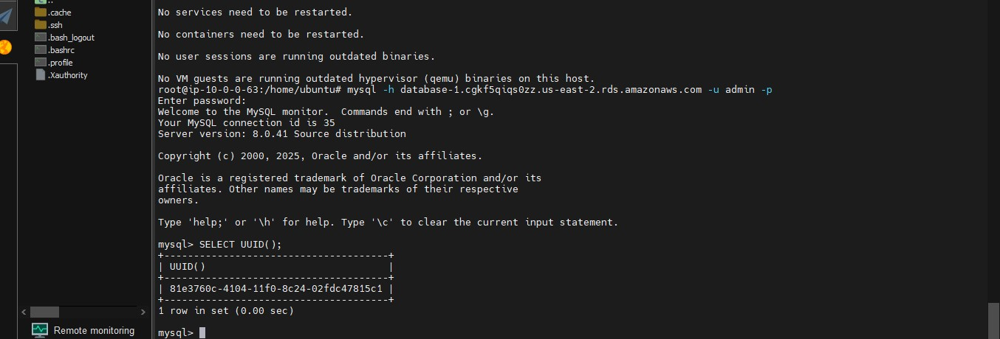 ..
.cache
.ssh
.bash_logout
.bashrc
.profile
.Xauthority
Remote monitoring
No services need to be restarted.
No containers need to be restarted.
No user sessions are running outdated binaries.
No VM guests are running outdated hypervisor (qemu) binaries on this host.
root@ip-10-0-0-63:/home/ubuntu# mysql -h database-1.cgkf5qiqs0zz.us-east-2.rds.amazonaws.com -u admin -p
Enter password:
Welcome to the MySQL monitor.  Commands end with ; or \g.
Your MySQL connection id is 35
Server version: 8.0.41 Source distribution
Copyright (c) 2000, 2025, Oracle and/or its affiliates.
Oracle is a registered trademark of Oracle Corporation and/or its
affiliates. Other names may be trademarks of their respective
owners.
Type 'help;' or '\h' for help. Type '\c' to clear the current input statement.
mysql> SELECT UUID();
+--------------------------------------+
| UUID()                               |
+--------------------------------------+
| 81e3760c-4104-11f0-8c24-02fdc47815c1 |
+--------------------------------------+
1 row in set (0.00 sec)
mysql>